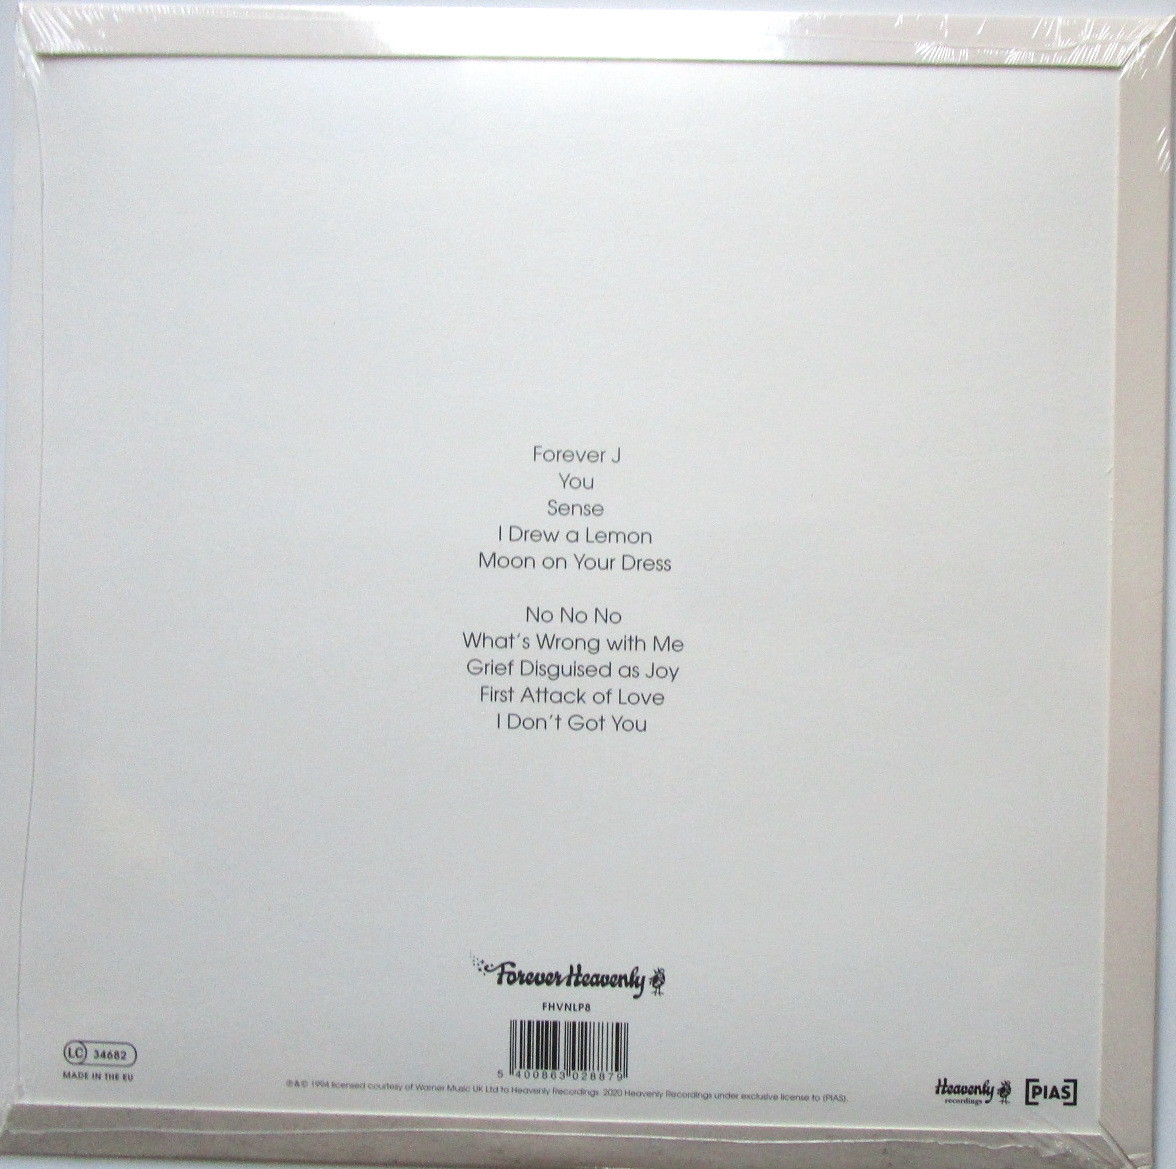 Forever J
You
Sense
I Drew a Lemon
Moon on Your Dress
No No No
What's Wrong with Me
Grief Disguised as Joy
First Attack of Love
I Don't Got You
Forever Heavenly
FHVNLP8
5 400863 028879
LC 34682
MADE IN THE EU
℗&© 1994 licensed courtesy of Warner Music UK Ltd to Heavenly Recordings. 2020 Heavenly Recordings under exclusive license to [PIAS].
Heavenly
recordings
[PIAS]